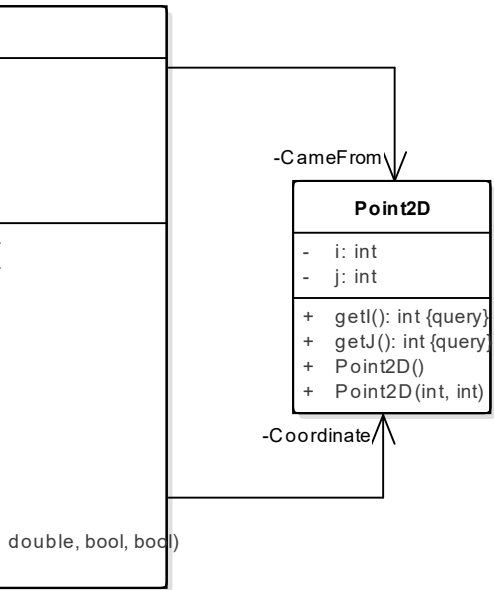 -CameFrom
Point2D
- i: int
- j: int
+ getI(): int {query}
+ getJ(): int {query}
+ Point2D()
+ Point2D(int, int)
-Coordinate
double, bool, bool)